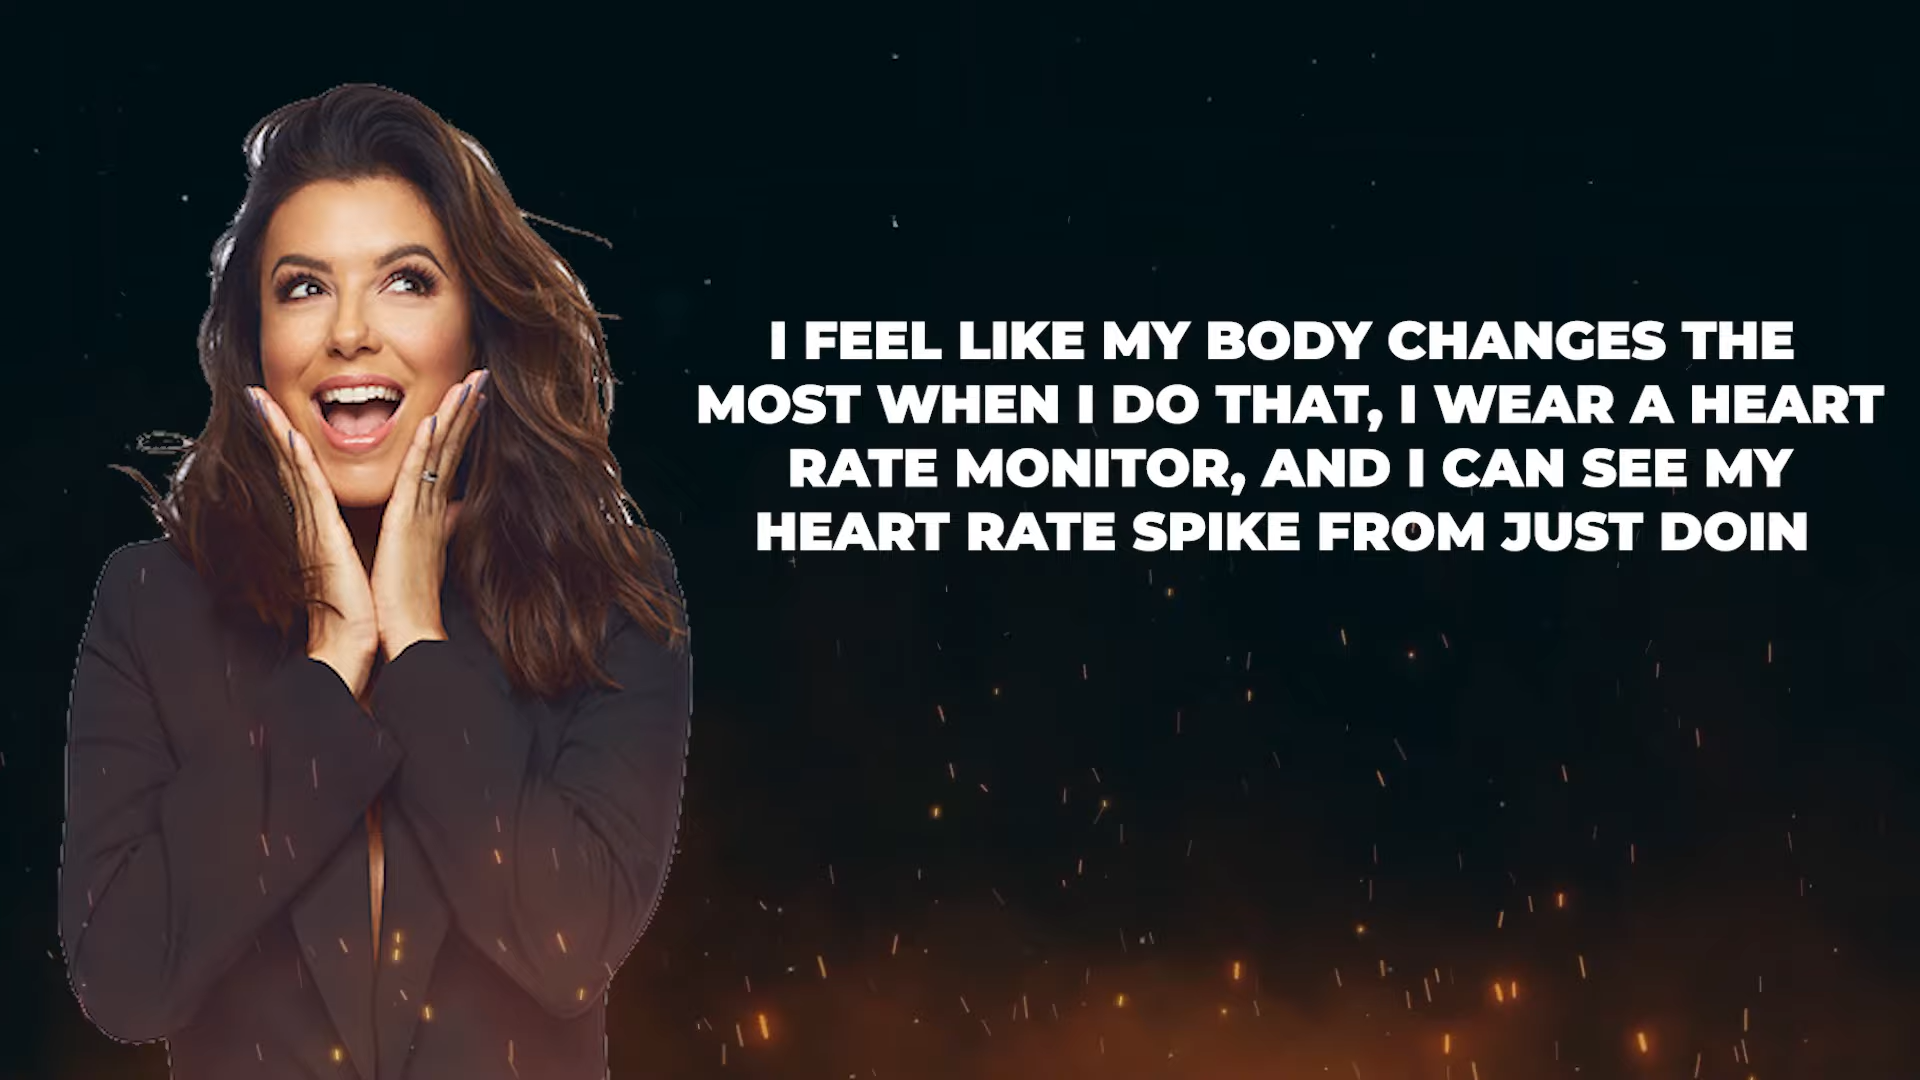 I FEEL LIKE MY BODY CHANGES THE
MOST WHEN I DO THAT, I WEAR A HEART
RATE MONITOR, AND I CAN SEE MY
HEART RATE SPIKE FROM JUST DOIN